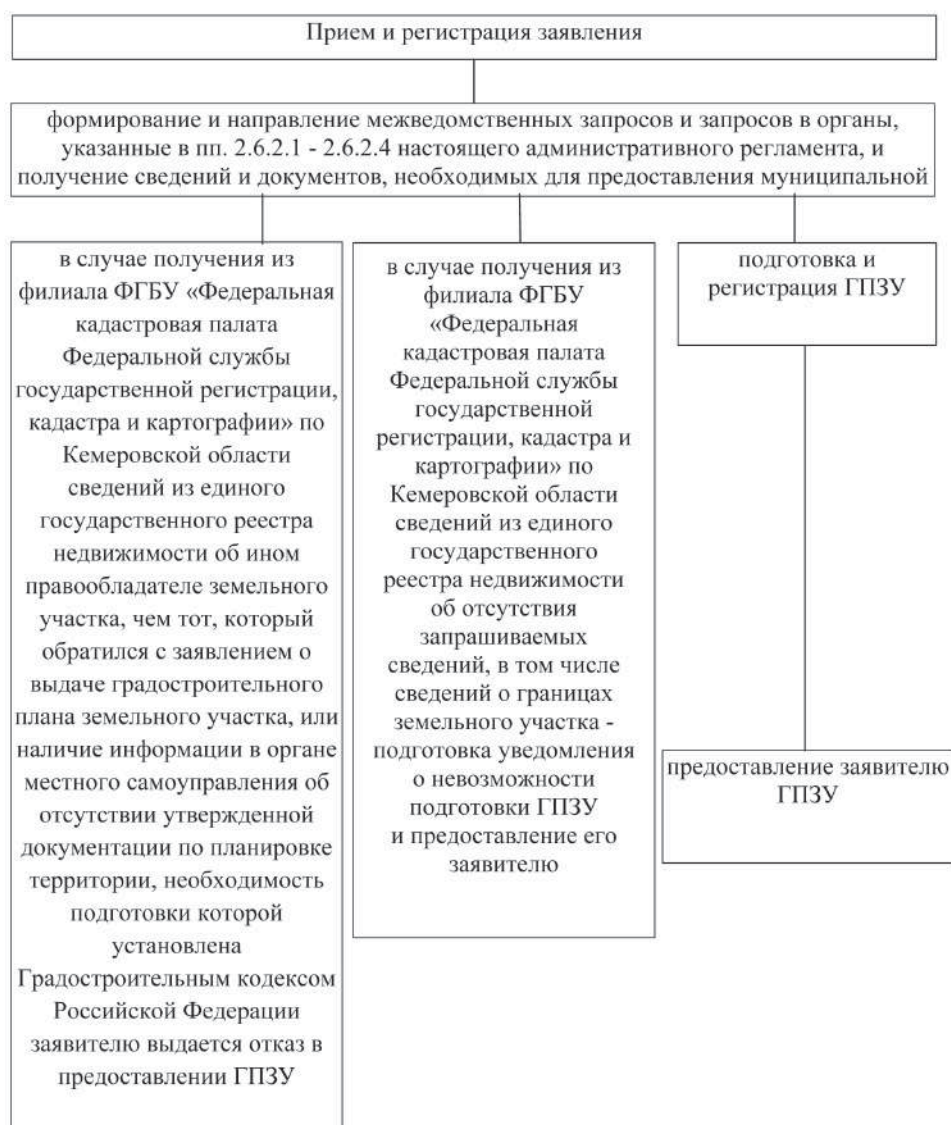 Прием и регистрация заявления
формирование и направление межведомственных запросов и запросов в органы,
указанные в пп. 2.6.2.1 - 2.6.2.4 настоящего административного регламента, и
получение сведений и документов, необходимых для предоставления муниципальной
в случае получения из
филиала ФГБУ «Федеральная
кадастровая палата
Федеральной службы
государственной регистрации,
кадастра и картографии» по
Кемеровской области
сведений из единого
государственного реестра
недвижимости об ином
правообладателе земельного
участка, чем тот, который
обратился с заявлением о
выдаче градостроительного
плана земельного участка, или
наличие информации в органе
местного самоуправления об
отсутствии утвержденной
документации по планировке
территории, необходимость
подготовки которой
установлена
Градостроительным кодексом
Российской Федерации
заявителю выдается отказ в
предоставлении ГПЗУ
в случае получения из
филиала ФГБУ
«Федеральная
кадастровая палата
Федеральной службы
государственной
регистрации, кадастра и
картографии» по
Кемеровской области
сведений из единого
государственного
реестра недвижимости
об отсутствия
запрашиваемых
сведений, в том числе
сведений о границах
земельного участка -
подготовка уведомления
о невозможности
подготовки ГПЗУ
и предоставление его
заявителю
подготовка и
регистрация ГПЗУ
предоставление заявителю
ГПЗУ